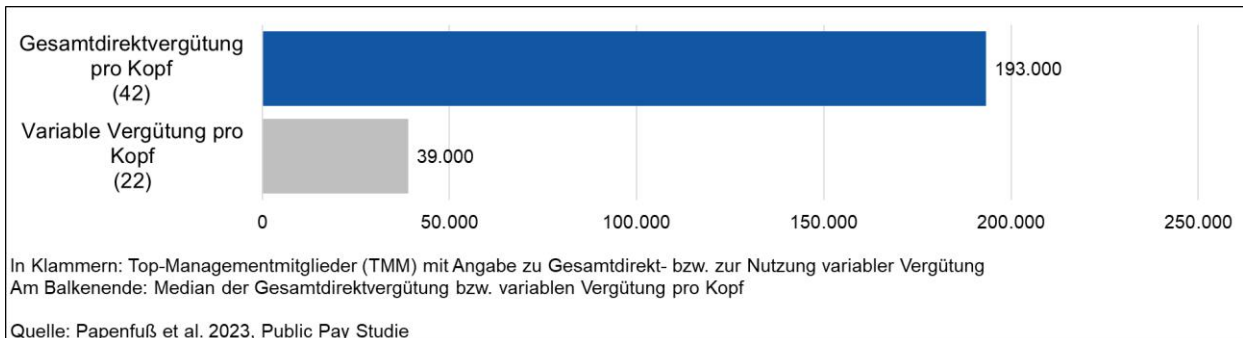 Gesamtdirektvergütung
pro Kopf
(42)
193.000
Variable Vergütung pro
Kopf
(22)
39.000
0
50.000
100.000
150.000
200.000
250.000
In Klammern: Top-Managementmitglieder (TMM) mit Angabe zu Gesamtdirekt- bzw. zur Nutzung variabler Vergütung
Am Balkenende: Median der Gesamtdirektvergütung bzw. variablen Vergütung pro Kopf
Quelle: Papenfuß et al. 2023, Public Pay Studie